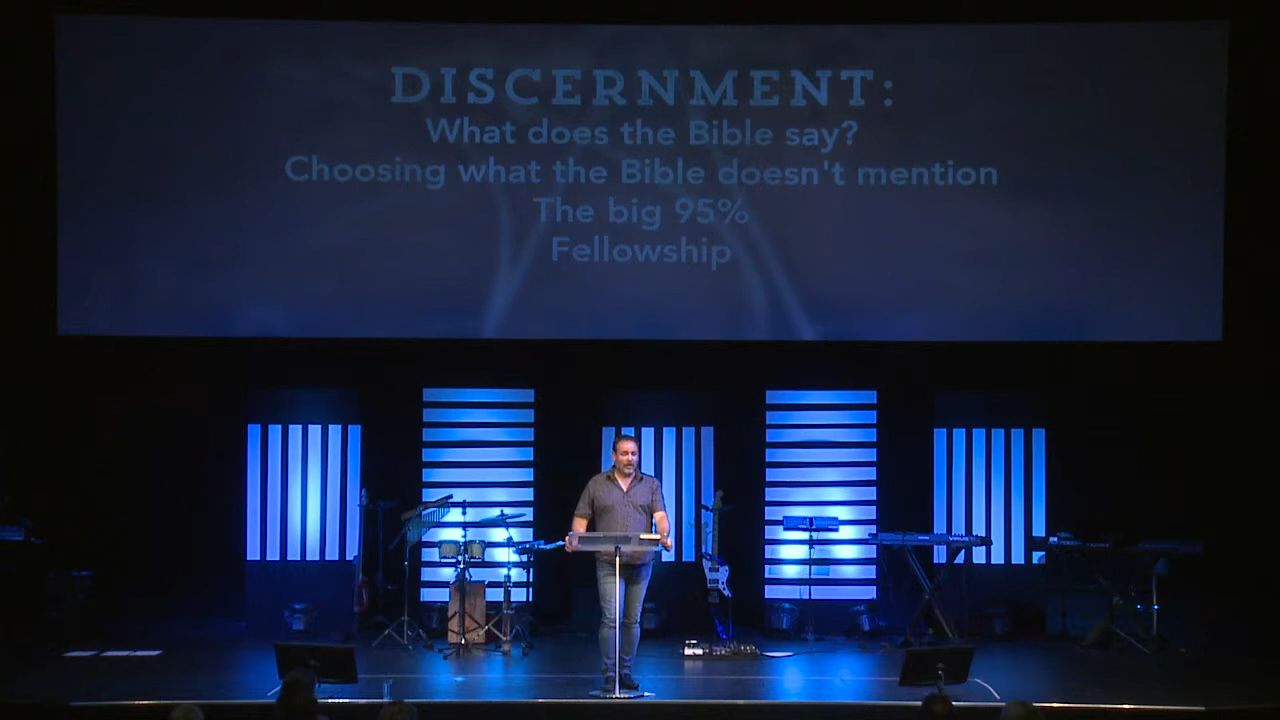 DISCERNMENT:
What does the Bible say?
Choosing what the Bible doesn't mention
The big 95%
Fellowship